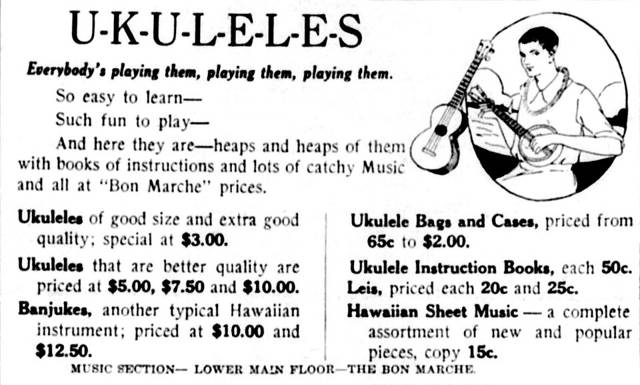 U-K-U-L-E-L-E-S
Everybody's playing them, playing them, playing them.
So easy to learn—
Such fun to play—
And here they are—heaps and heaps of them
with books of instructions and lots of catchy Music
and all at "Bon Marche" prices.
Ukuleles of good size and extra good
quality; special at $3.00.
Ukuleles that are better quality are
priced at $5.00, $7.50 and $10.00.
Banjukes, another typical Hawaiian
instrument; priced at $10.00 and
$12.50.
Ukulele Bags and Cases, priced from
65c to $2.00.
Ukulele Instruction Books, each 50c.
Leis, priced each 20c and 25c.
Hawaiian Sheet Music — a complete
assortment of new and popular
pieces, copy 15c.
MUSIC SECTION— LOWER MAIN FLOOR—THE BON MARCHE.